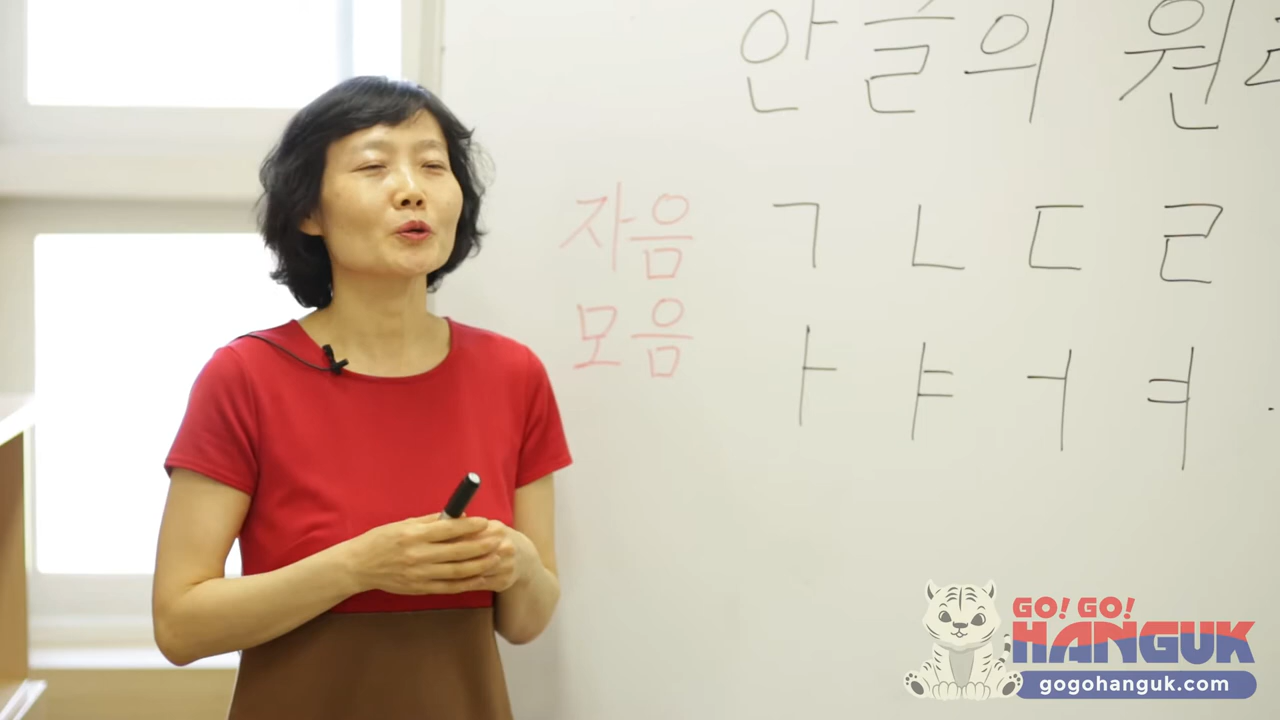 한글의 원
자음 ㄱ ㄴ ㄷ ㄹ
모음 ㅏ ㅑ ㅓ ㅕ
GO! GO!
HANGUK
gogohanguk.com